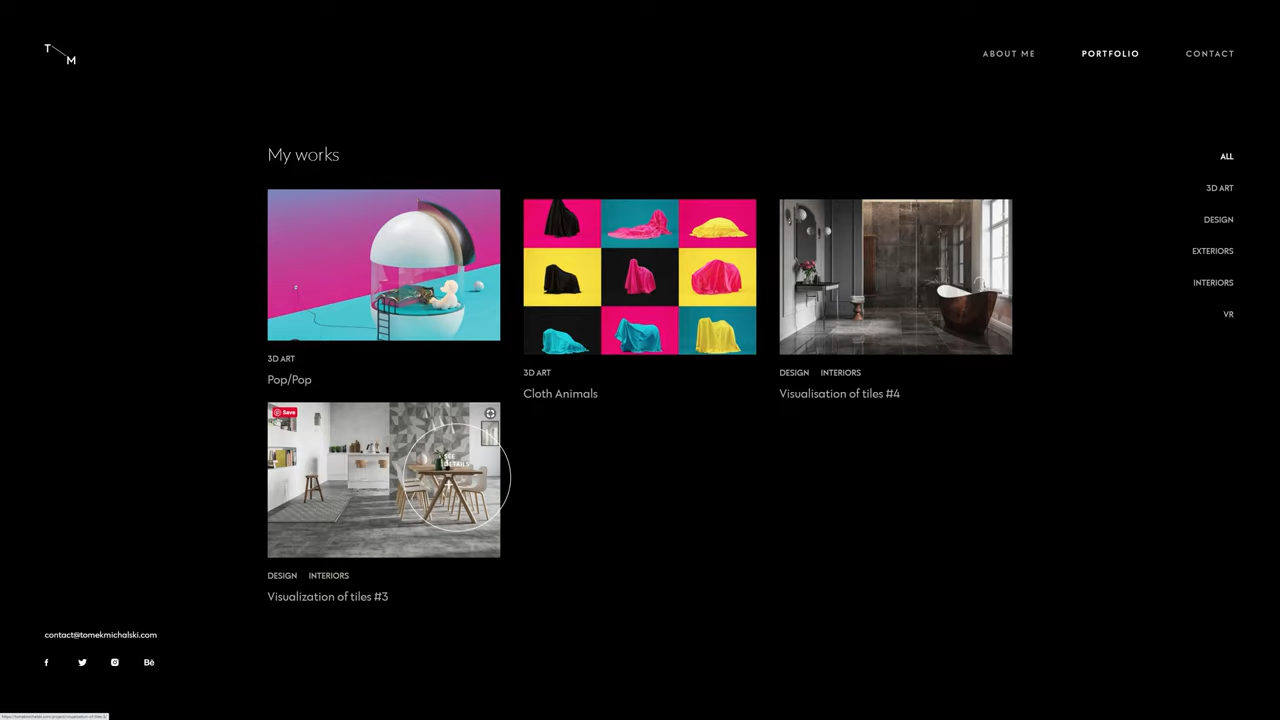 T
M
ABOUT ME
PORTFOLIO
CONTACT
My works
ALL
3D ART
DESIGN
EXTERIORS
INTERIORS
VR
3D ART
Pop/Pop
3D ART
Cloth Animals
DESIGN INTERIORS
Visualisation of tiles #4
Save
SEE
DETAILS
DESIGN INTERIORS
Visualization of tiles #3
contact@tomekmichalski.com
f
Bē